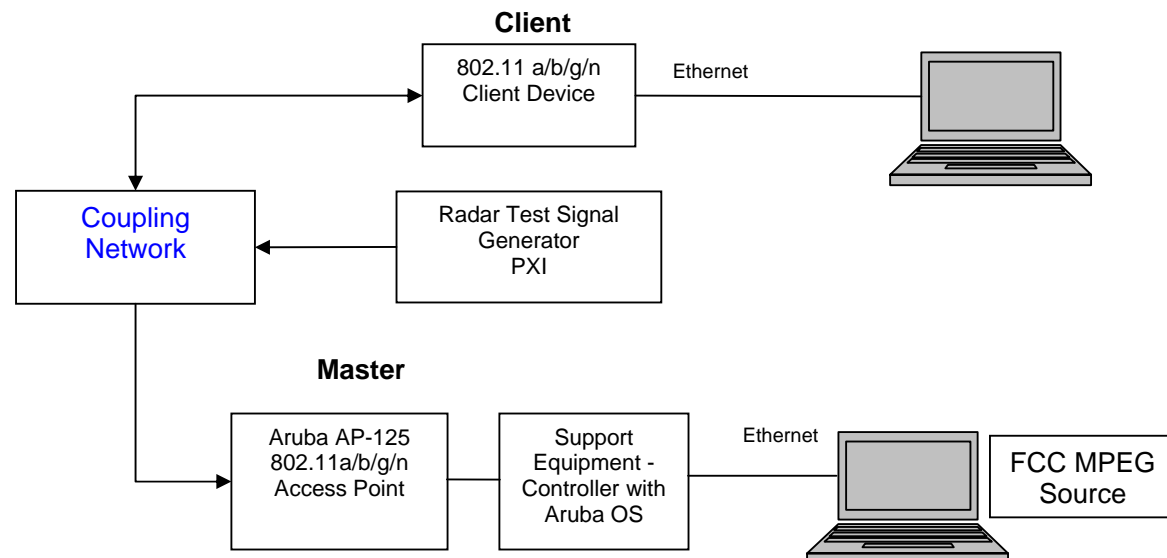 Client
802.11 a/b/g/n
Client Device
Ethernet
Coupling
Network
Radar Test Signal
Generator
PXI
Master
Aruba AP-125
802.11a/b/g/n
Access Point
Support
Equipment -
Controller with
Aruba OS
Ethernet
FCC MPEG
Source